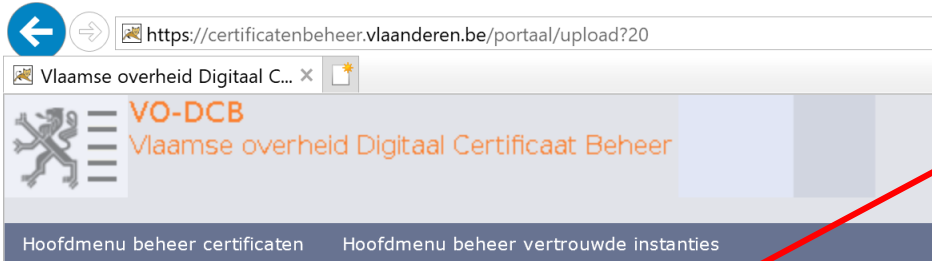 https://certificatenbeheer.vlaanderen.be/portaal/upload?20
Vlaamse overheid Digitaal C...
VO-DCB
Vlaamse overheid Digitaal Certificaat Beheer
Hoofdmenu beheer certificaten Hoofdmenu beheer vertrouwde instanties